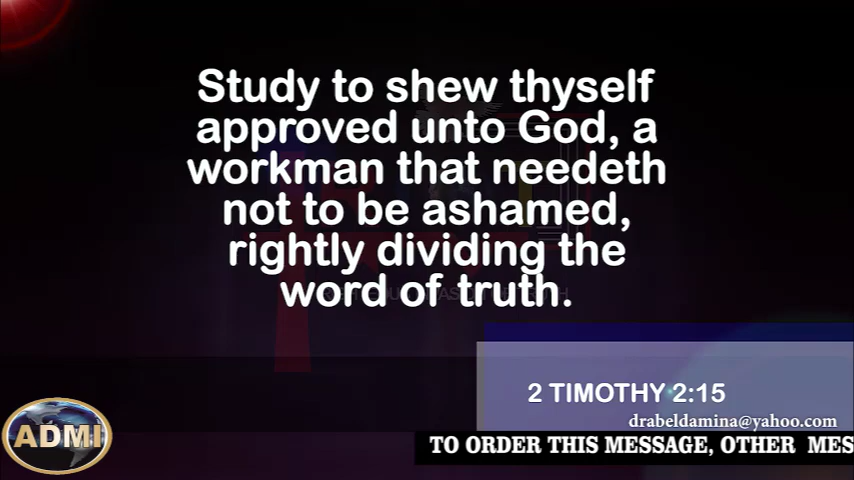 Study to shew thyself
approved unto God, a
workman that needeth
not to be ashamed,
rightly dividing the
word of truth.
2 TIMOTHY 2:15
drabeldamina@yahoo.com
ADMI
TO ORDER THIS MESSAGE, OTHER MES